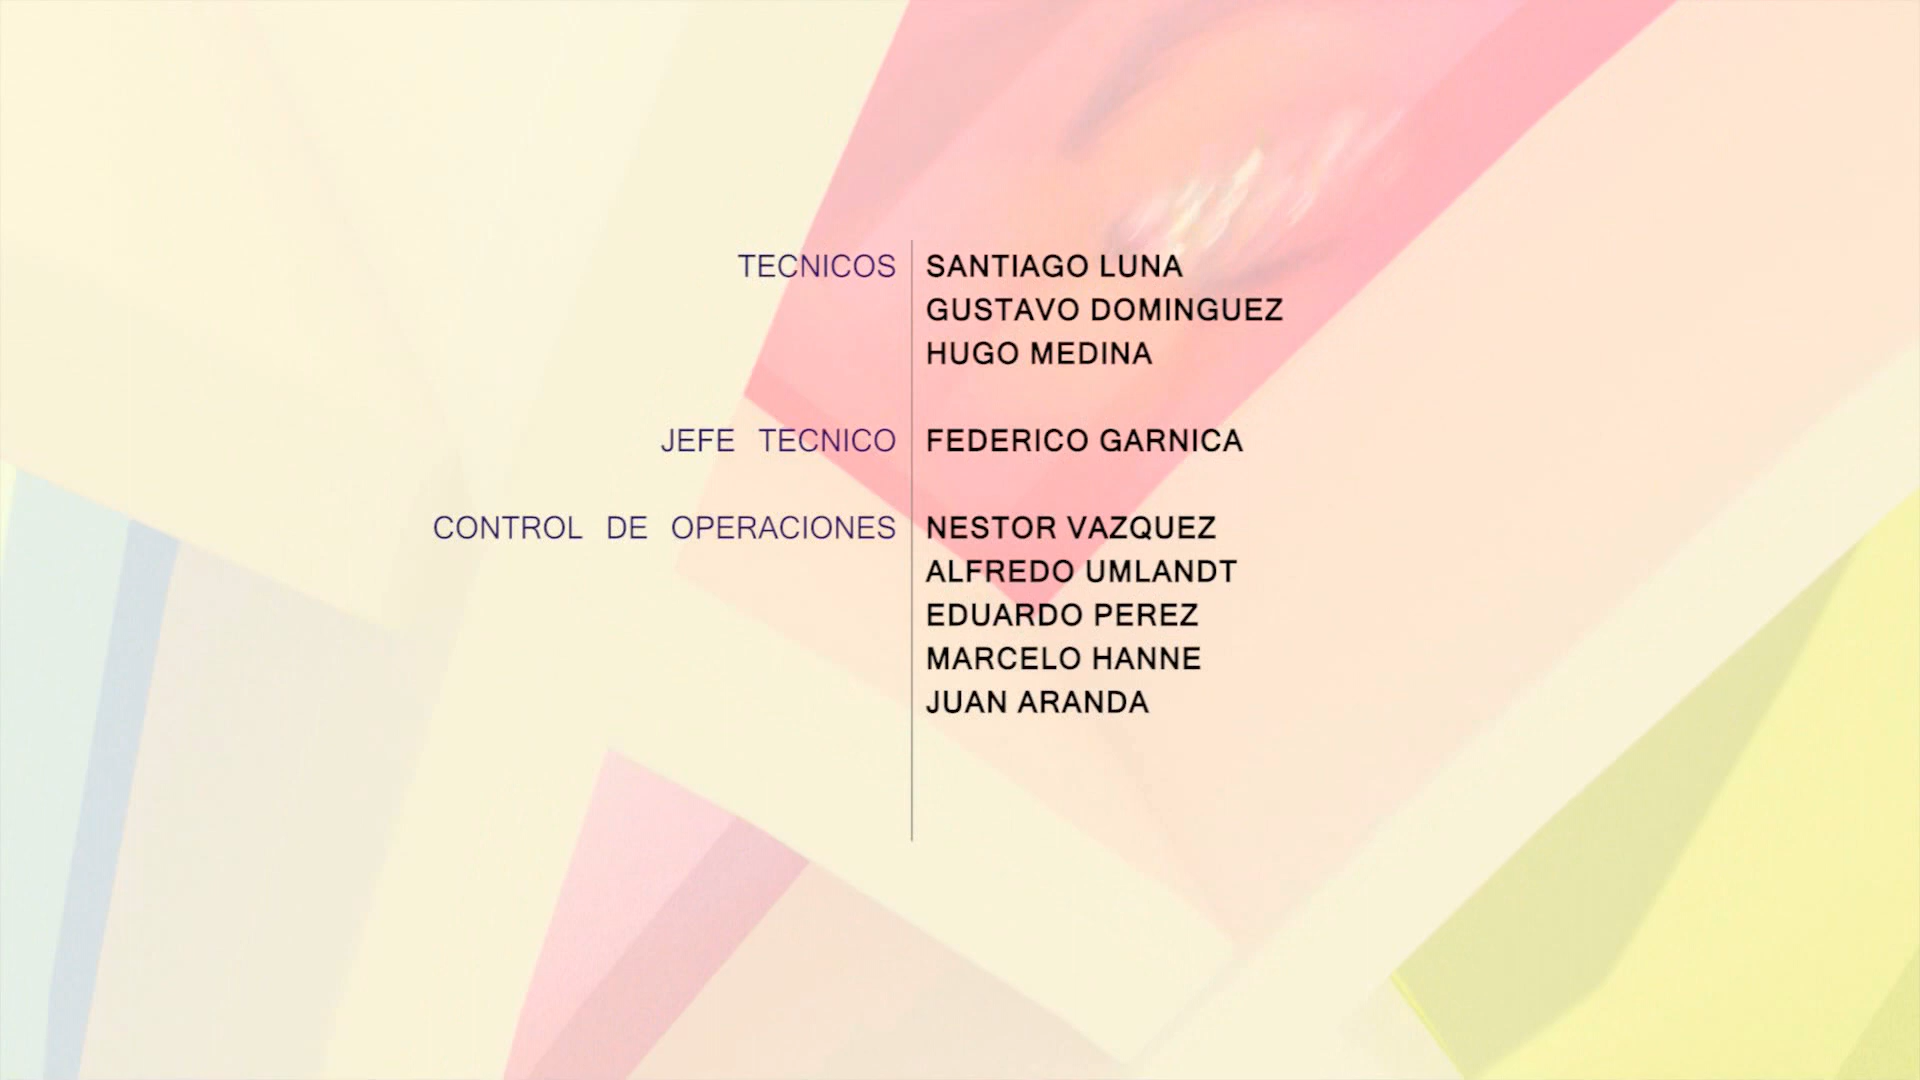 TECNICOS SANTIAGO LUNA
GUSTAVO DOMINGUEZ
HUGO MEDINA
JEFE TECNICO FEDERICO GARNICA
CONTROL DE OPERACIONES NESTOR VAZQUEZ
ALFREDO UMLANDT
EDUARDO PEREZ
MARCELO HANNE
JUAN ARANDA